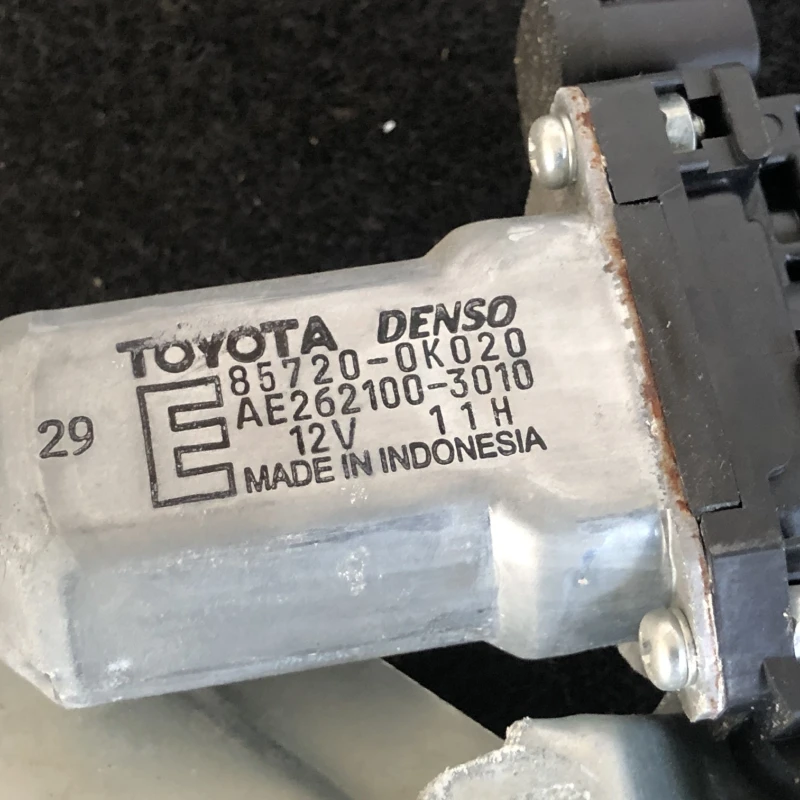 TOYOTA DENSO
85720-0K020
AE262100-3010
12V 11H
MADE IN INDONESIA
E
29